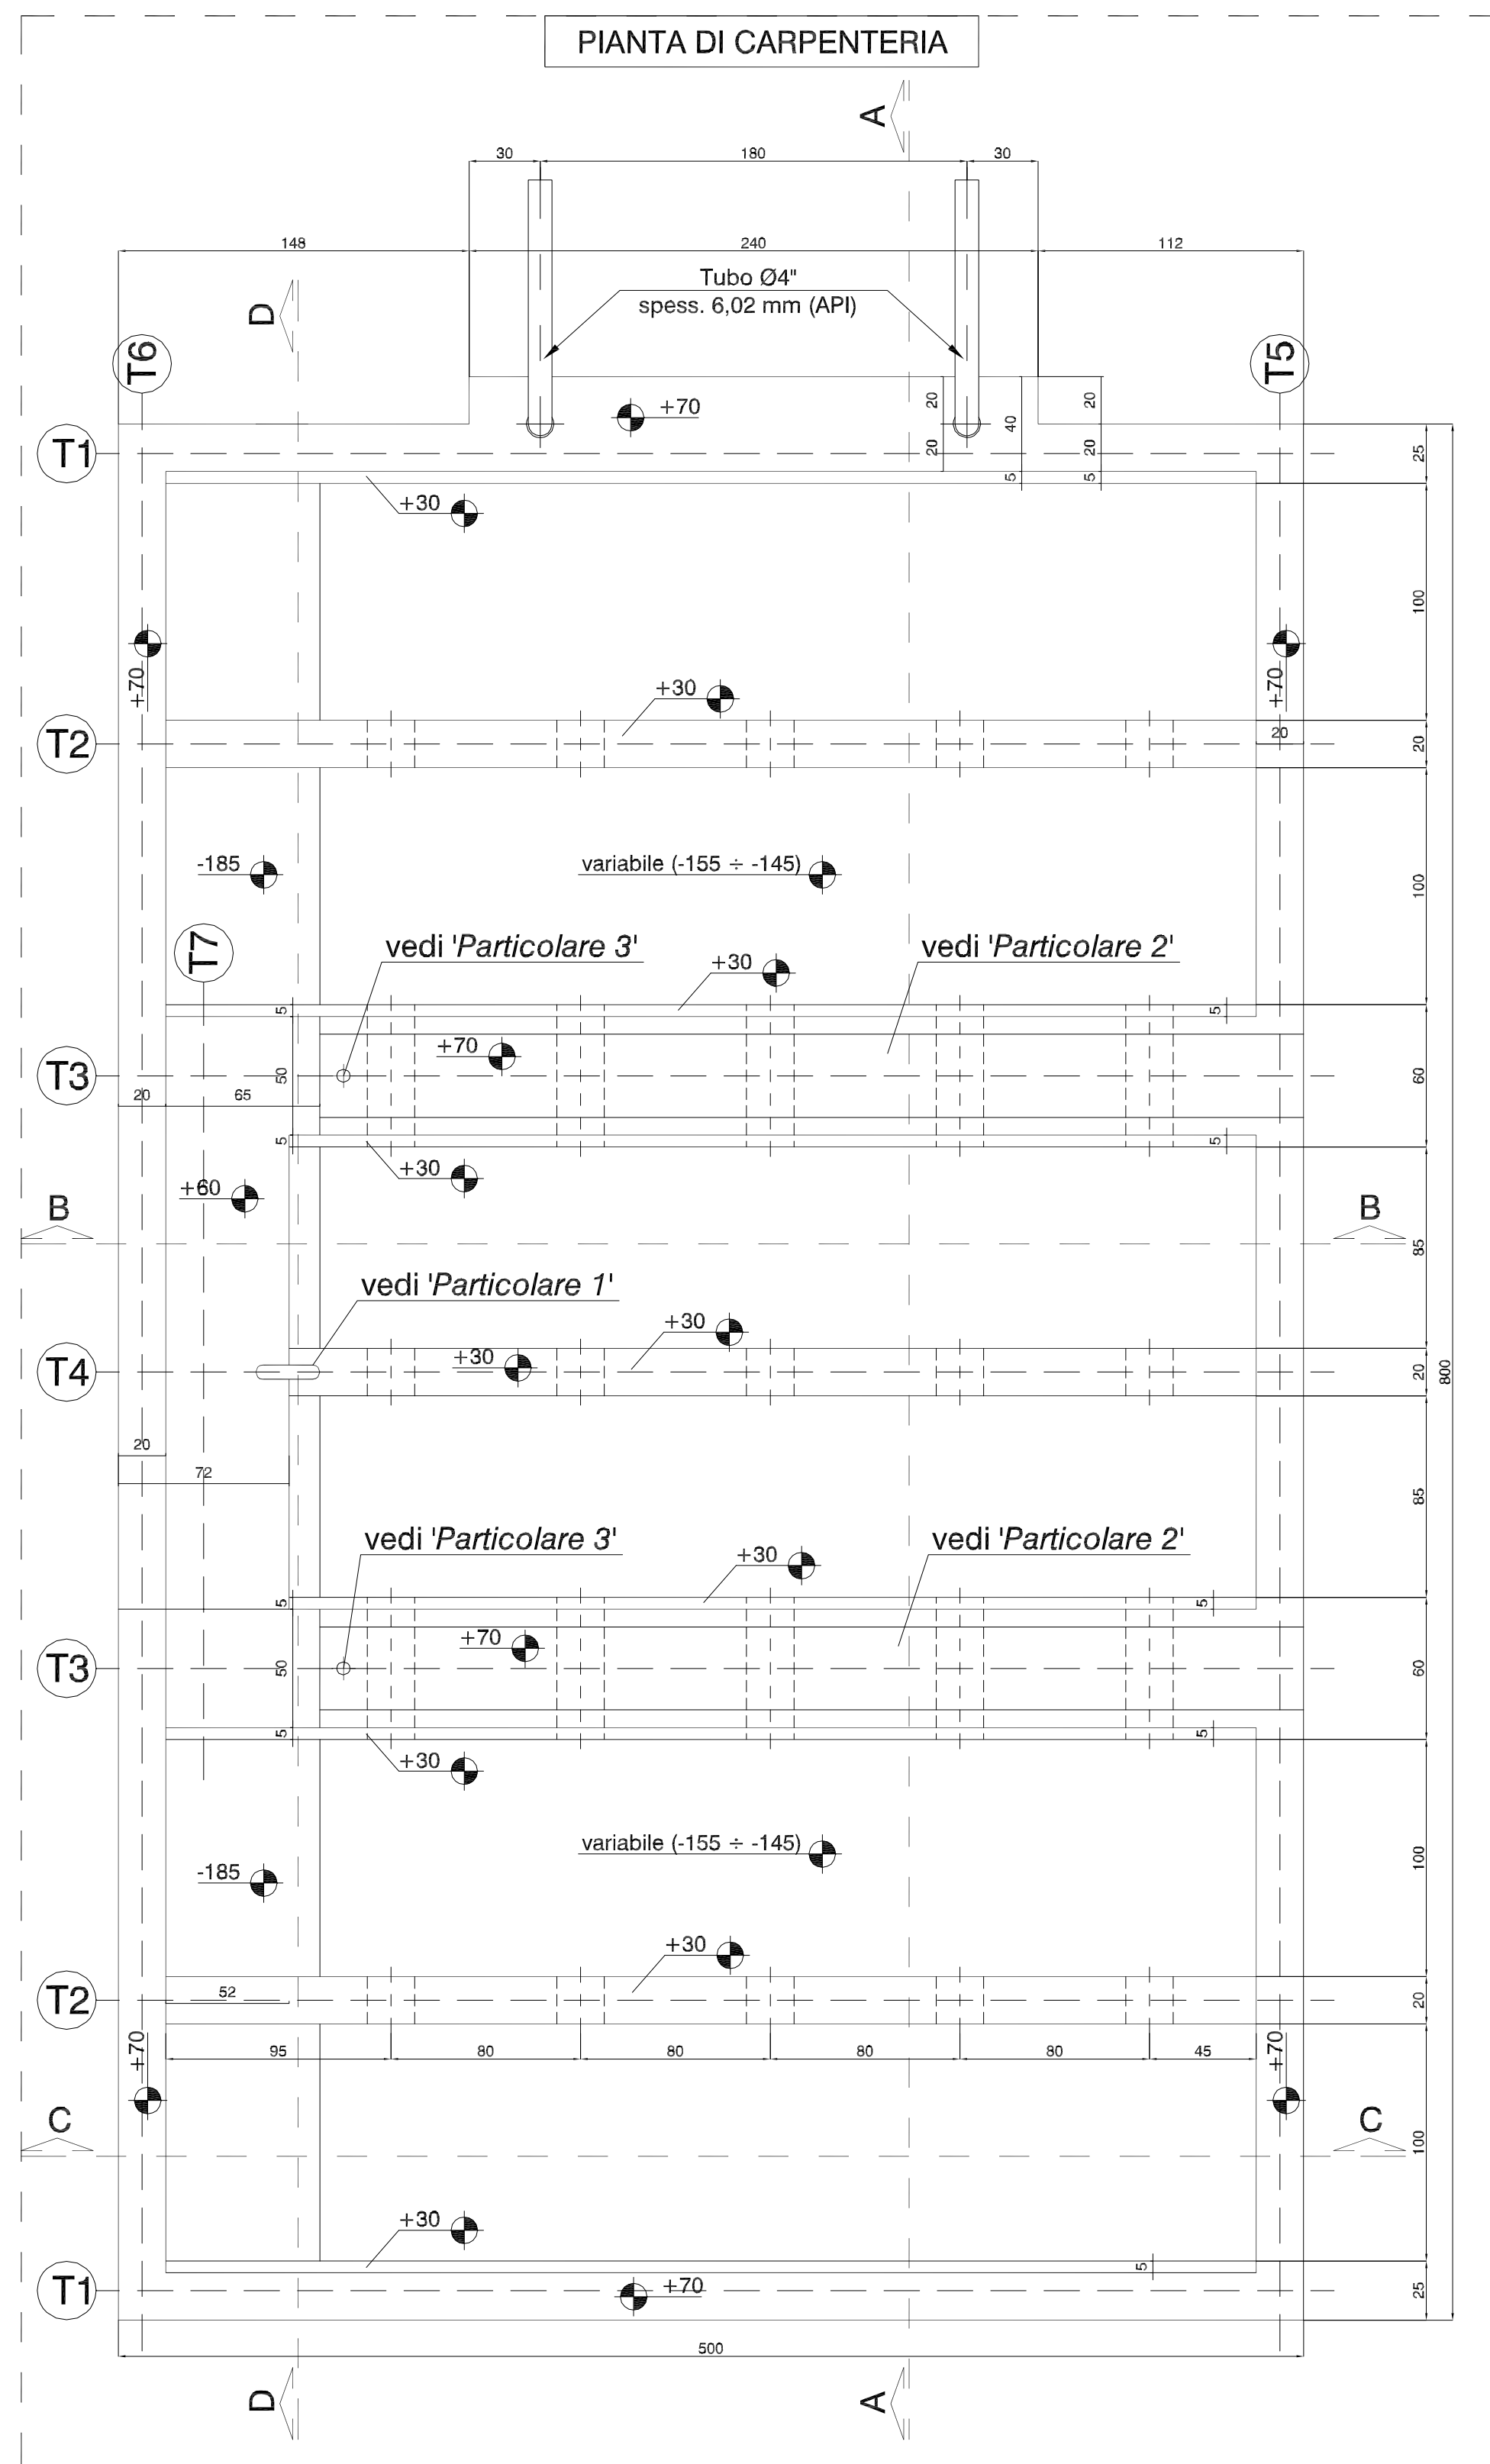 PIANTA DI CARPENTERIA
A
30 180 30
148 240 112
Tubo Ø4"
spess. 6,02 mm (API)
D
T6 T5
20 40 20
+70
T1
20 20 25
5 5
+30
100
+70 +70
+30
T2
20 20
-185 variabile (-155 ÷ -145)
100
T7
vedi 'Particolare 3' vedi 'Particolare 2'
+30
5 5
+70
T3
50 60
20 65
5 5
+30
+60
B B
85
vedi 'Particolare 1'
+30
+30
T4
20 800
20
72
85
vedi 'Particolare 3' vedi 'Particolare 2'
+30
5 5
+70
T3
50 60
5 5
+30
variabile (-155 ÷ -145)
-185
100
+30
52
T2
20
+70 +70
95 80 80 80 80 45
C C
100
+30
5
T1
+70
25
500
D A